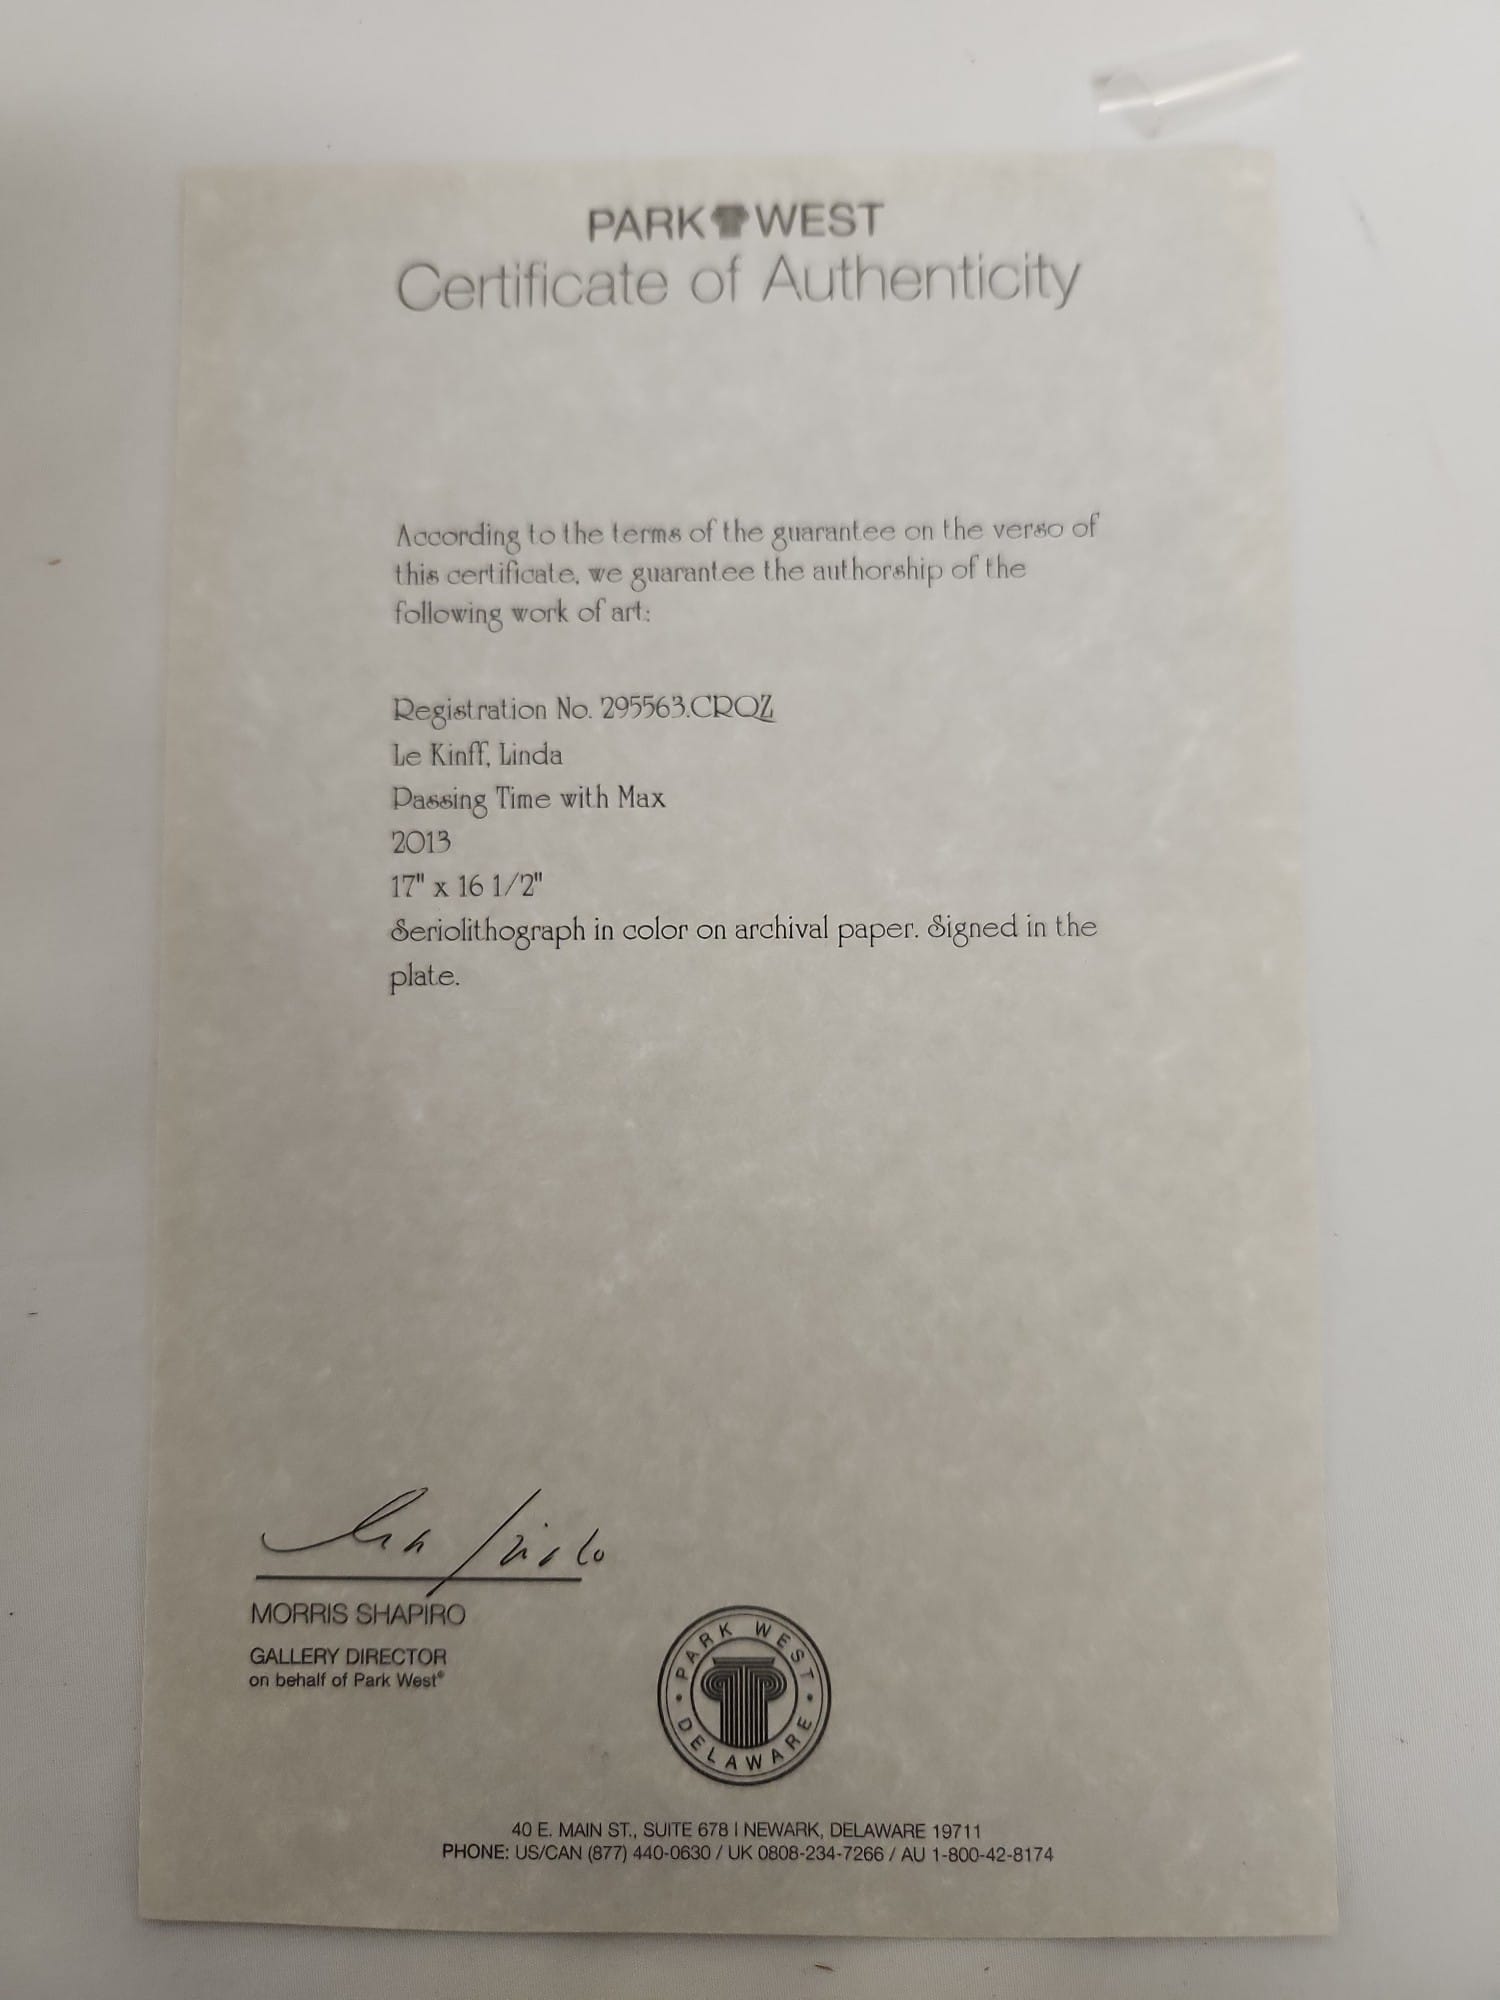 PARK WEST
Certificate of Authenticity
According to the terms of the guarantee on the verso of
this certificate, we guarantee the authorship of the
following work of art:
Registration No. 295563.CRQZ
Le Kinff, Linda
Passing Time with Max
2013
17" x 16 1/2"
Seriolithograph in color on archival paper. Signed in the
plate.
MORRIS SHAPIRO
GALLERY DIRECTOR
on behalf of Park West®
PARK WEST
DELAWARE
40 E. MAIN ST., SUITE 678 | NEWARK, DELAWARE 19711
PHONE: US/CAN (877) 440-0630 / UK 0808-234-7266 / AU 1-800-42-8174